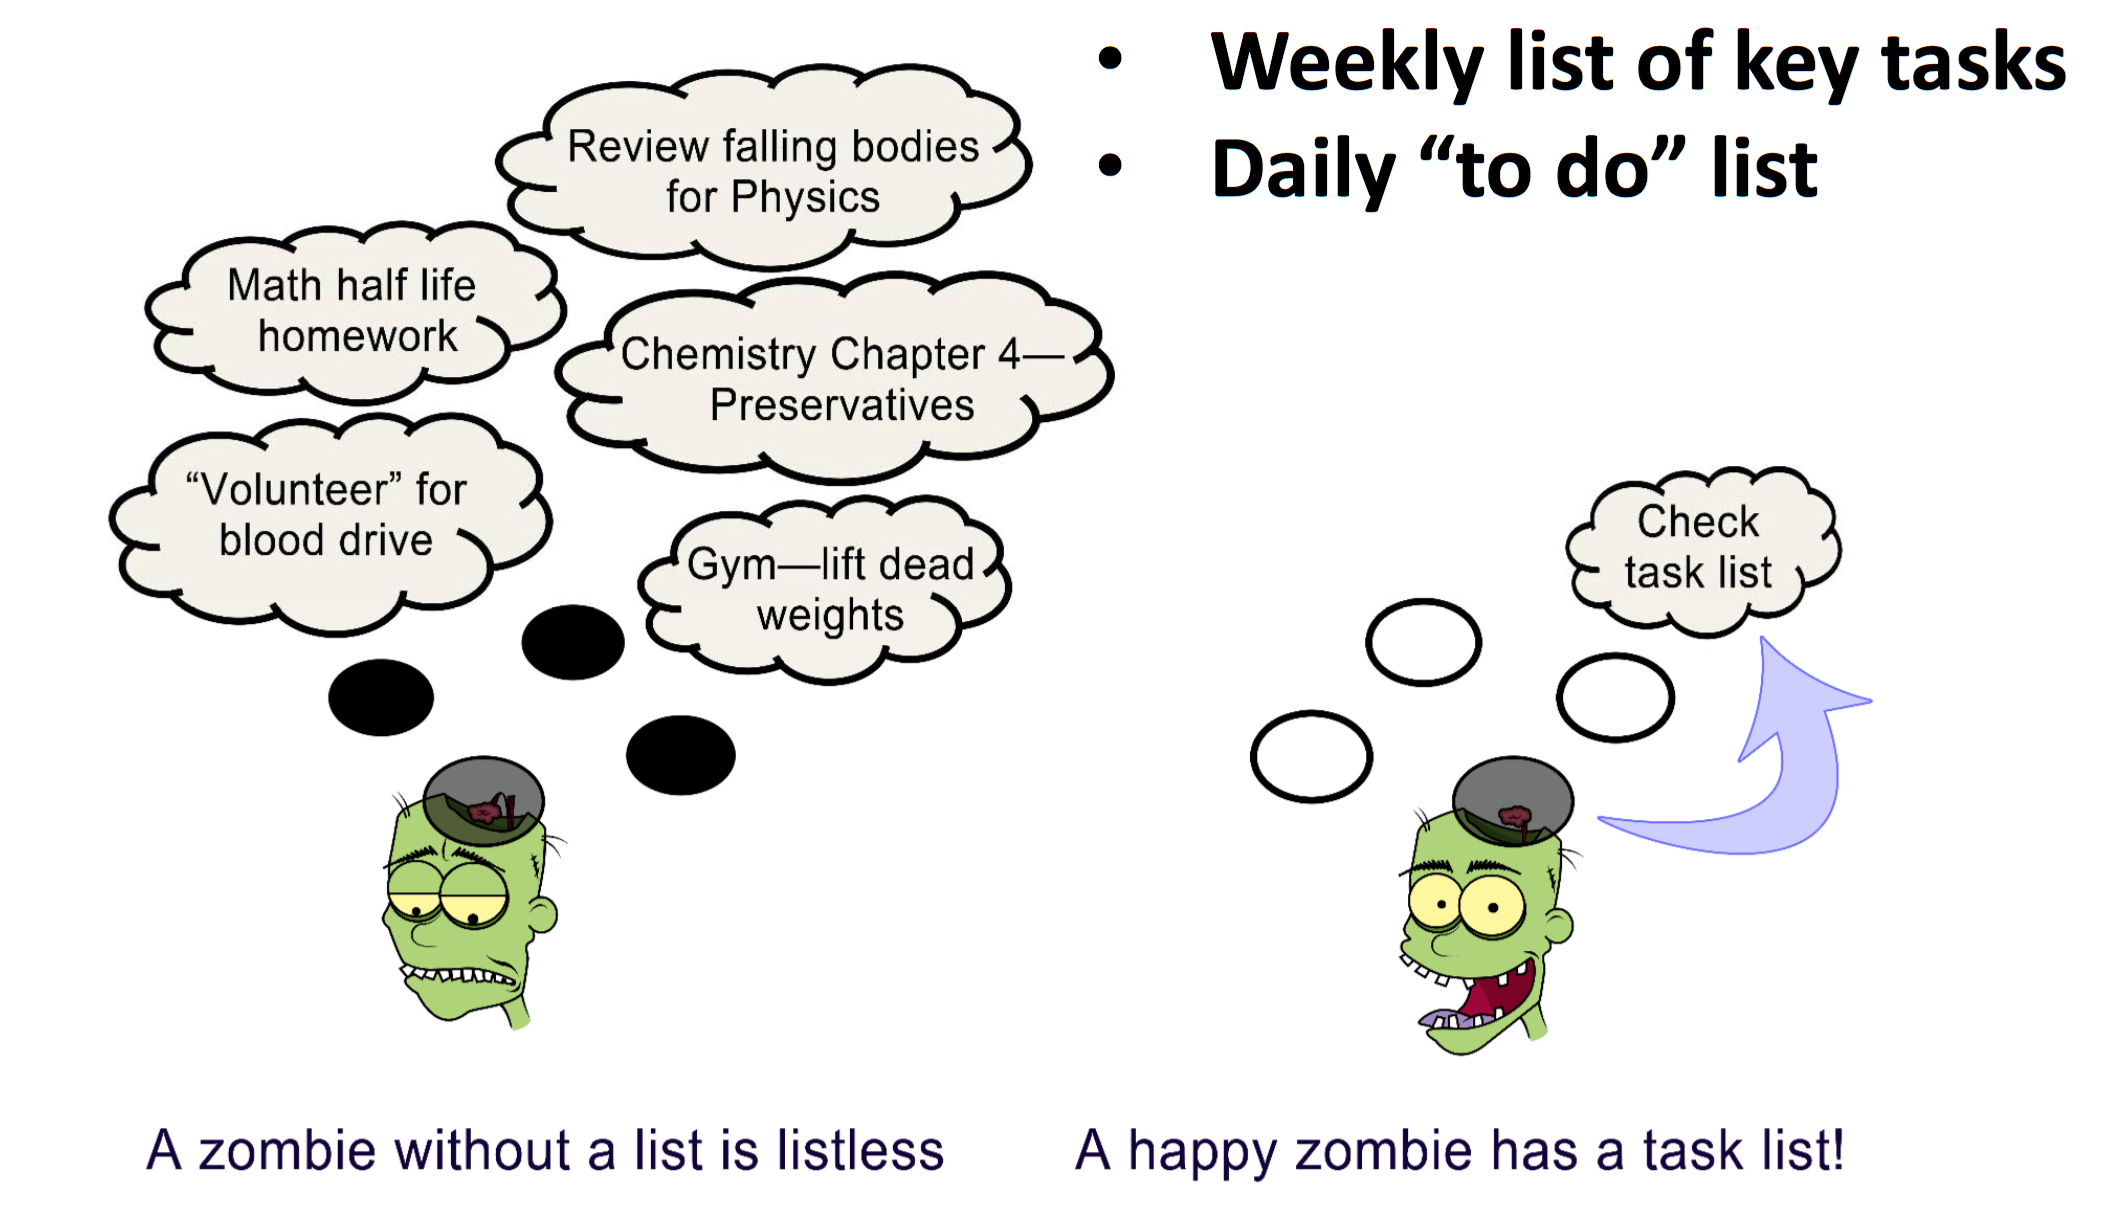 • Weekly list of key tasks
• Daily “to do” list
Review falling bodies
for Physics
Math half life
homework
Chemistry Chapter 4—
Preservatives
“Volunteer” for
blood drive
Gym—lift dead
weights
Check
task list
A zombie without a list is listless
A happy zombie has a task list!